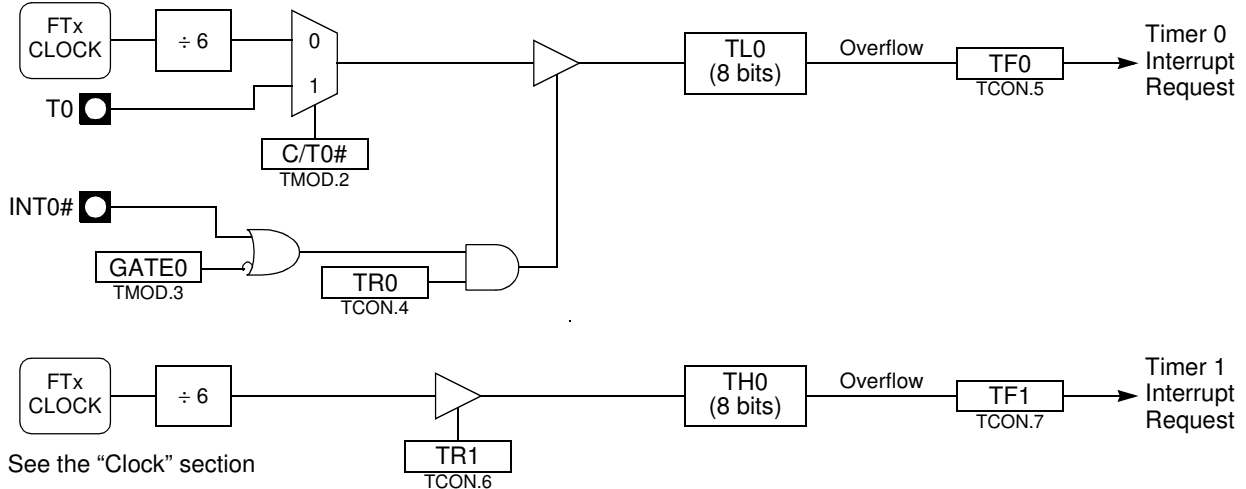 FTx
CLOCK
÷ 6
0
1
T0
C/T0#
TMOD.2
TL0
(8 bits)
Overflow
TF0
TCON.5
Timer 0
Interrupt
Request
INT0#
GATE0
TMOD.3
TR0
TCON.4
FTx
CLOCK
÷ 6
TR1
TCON.6
TH0
(8 bits)
Overflow
TF1
TCON.7
Timer 1
Interrupt
Request
See the “Clock” section